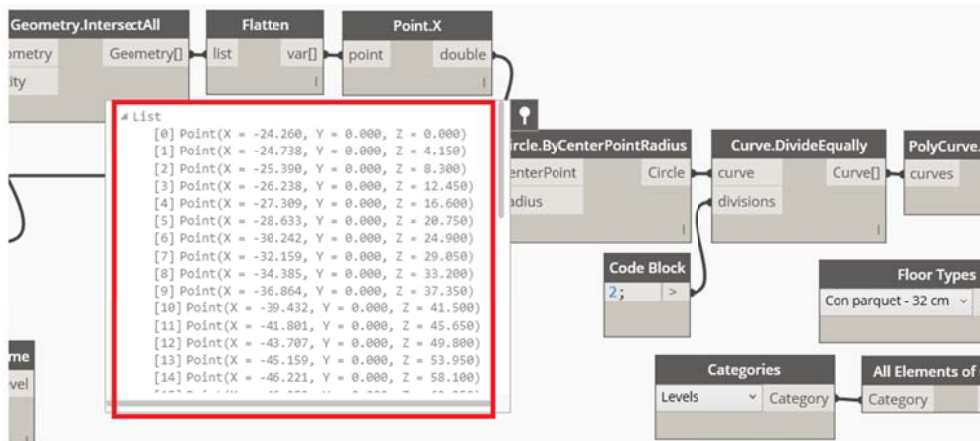 Geometry.IntersectAll
Geometry[]
Flatten
list var[]
Point.X
point double
List
[0] Point(X = -24.260, Y = 0.000, Z = 0.000)
[1] Point(X = -24.738, Y = 0.000, Z = 4.150)
[2] Point(X = -25.390, Y = 0.000, Z = 8.300)
[3] Point(X = -26.238, Y = 0.000, Z = 12.450)
[4] Point(X = -27.309, Y = 0.000, Z = 16.600)
[5] Point(X = -28.633, Y = 0.000, Z = 20.750)
[6] Point(X = -30.242, Y = 0.000, Z = 24.900)
[7] Point(X = -32.159, Y = 0.000, Z = 29.050)
[8] Point(X = -34.385, Y = 0.000, Z = 33.200)
[9] Point(X = -36.864, Y = 0.000, Z = 37.350)
[10] Point(X = -39.432, Y = 0.000, Z = 41.500)
[11] Point(X = -41.801, Y = 0.000, Z = 45.650)
[12] Point(X = -43.707, Y = 0.000, Z = 49.800)
[13] Point(X = -45.159, Y = 0.000, Z = 53.950)
[14] Point(X = -46.221, Y = 0.000, Z = 58.100)
ircle.ByCenterPointRadius
enterPoint Circle
adius
Curve.DivideEqually
curve Curve[]
divisions
PolyCurve.
curves
Code Block
2; >
Floor Types
Con parquet - 32 cm
Categories
Levels Category
All Elements of
Category
me
evel